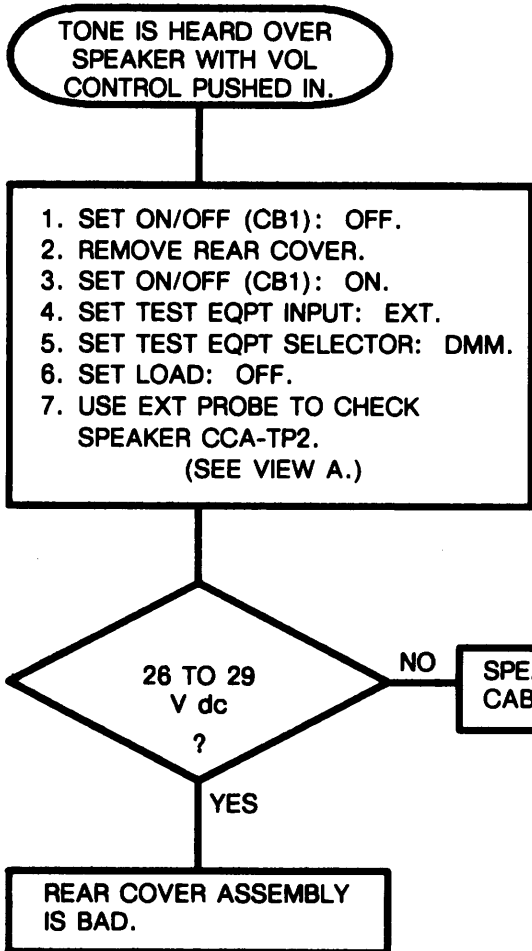 TONE IS HEARD OVER
SPEAKER WITH VOL
CONTROL PUSHED IN.
1. SET ON/OFF (CB1): OFF.
2. REMOVE REAR COVER.
3. SET ON/OFF (CB1): ON.
4. SET TEST EQPT INPUT: EXT.
5. SET TEST EQPT SELECTOR: DMM.
6. SET LOAD: OFF.
7. USE EXT PROBE TO CHECK
SPEAKER CCA-TP2.
(SEE VIEW A.)
26 TO 29
V dc
?
NO
YES
REAR COVER ASSEMBLY
IS BAD.